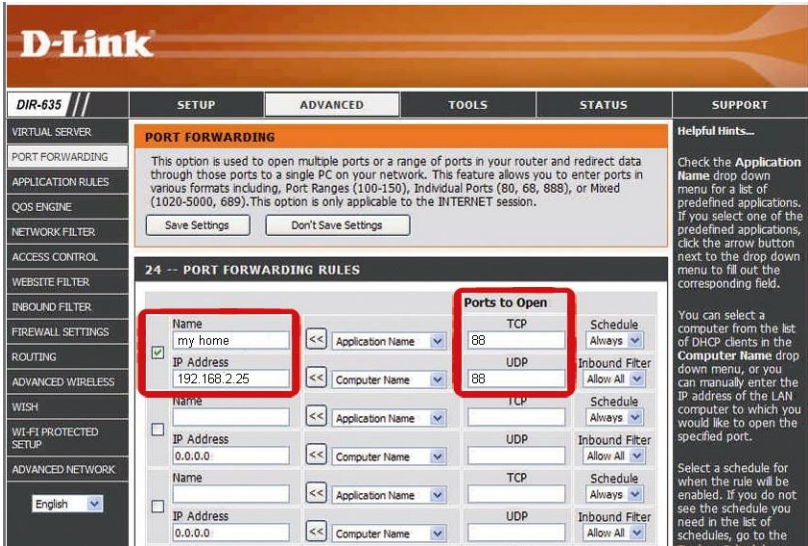 D-Link
DIR-635
SETUP
ADVANCED
TOOLS
STATUS
SUPPORT
VIRTUAL SERVER
PORT FORWARDING
APPLICATION RULES
QOS ENGINE
NETWORK FILTER
ACCESS CONTROL
WEBSITE FILTER
INBOUND FILTER
FIREWALL SETTINGS
ROUTING
ADVANCED WIRELESS
WISH
WI-FI PROTECTED
SETUP
ADVANCED NETWORK
English
PORT FORWARDING
This option is used to open multiple ports or a range of ports in your router and redirect data
through those ports to a single PC on your network. This feature allows you to enter ports in
various formats including, Port Ranges (100-150), Individual Ports (80, 68, 888), or Mixed
(1020-5000, 689).This option is only applicable to the INTERNET session.
Save Settings
Don't Save Settings
24 -- PORT FORWARDING RULES
Ports to Open
Name
TCP
Schedule
my home
<<
Application Name
88
Always
IP Address
UDP
Inbound Filter
192.168.2.25
<<
Computer Name
88
Allow All
Name
TCP
Schedule
<<
Application Name
Always
IP Address
UDP
Inbound Filter
0.0.0.0
<<
Computer Name
Allow All
Name
TCP
Schedule
<<
Application Name
Always
IP Address
UDP
Inbound Filter
0.0.0.0
<<
Computer Name
Allow All
Helpful Hints...
Check the Application
Name drop down
menu for a list of
predefined applications.
If you select one of the
predefined applications,
click the arrow button
next to the drop down
menu to fill out the
corresponding field.
You can select a
computer from the list
of DHCP clients in the
Computer Name drop
down menu, or you
can manually enter the
IP address of the LAN
computer to which you
would like to open the
specified port.
Select a schedule for
when the rule will be
enabled. If you do not
see the schedule you
need in the list of
schedules, go to the